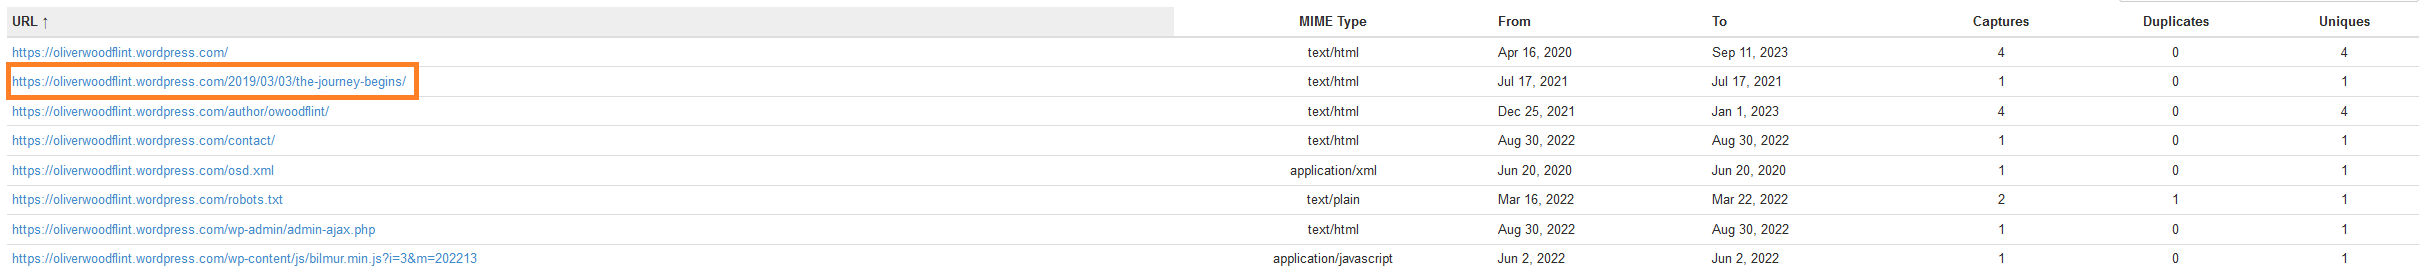 URL ↑ MIME Type From To Captures Duplicates Uniques
https://oliverwoodflint.wordpress.com/ text/html Apr 16, 2020 Sep 11, 2023 4 0 4
https://oliverwoodflint.wordpress.com/2019/03/03/the-journey-begins/ text/html Jul 17, 2021 Jul 17, 2021 1 0 1
https://oliverwoodflint.wordpress.com/author/owoodflint/ text/html Dec 25, 2021 Jan 1, 2023 4 0 4
https://oliverwoodflint.wordpress.com/contact/ text/html Aug 30, 2022 Aug 30, 2022 1 0 1
https://oliverwoodflint.wordpress.com/osd.xml application/xml Jun 20, 2020 Jun 20, 2020 1 0 1
https://oliverwoodflint.wordpress.com/robots.txt text/plain Mar 16, 2022 Mar 22, 2022 2 1 1
https://oliverwoodflint.wordpress.com/wp-admin/admin-ajax.php text/html Aug 30, 2022 Aug 30, 2022 1 0 1
https://oliverwoodflint.wordpress.com/wp-content/js/bilmur.min.js?i=3&m=202213 application/javascript Jun 2, 2022 Jun 2, 2022 1 0 1